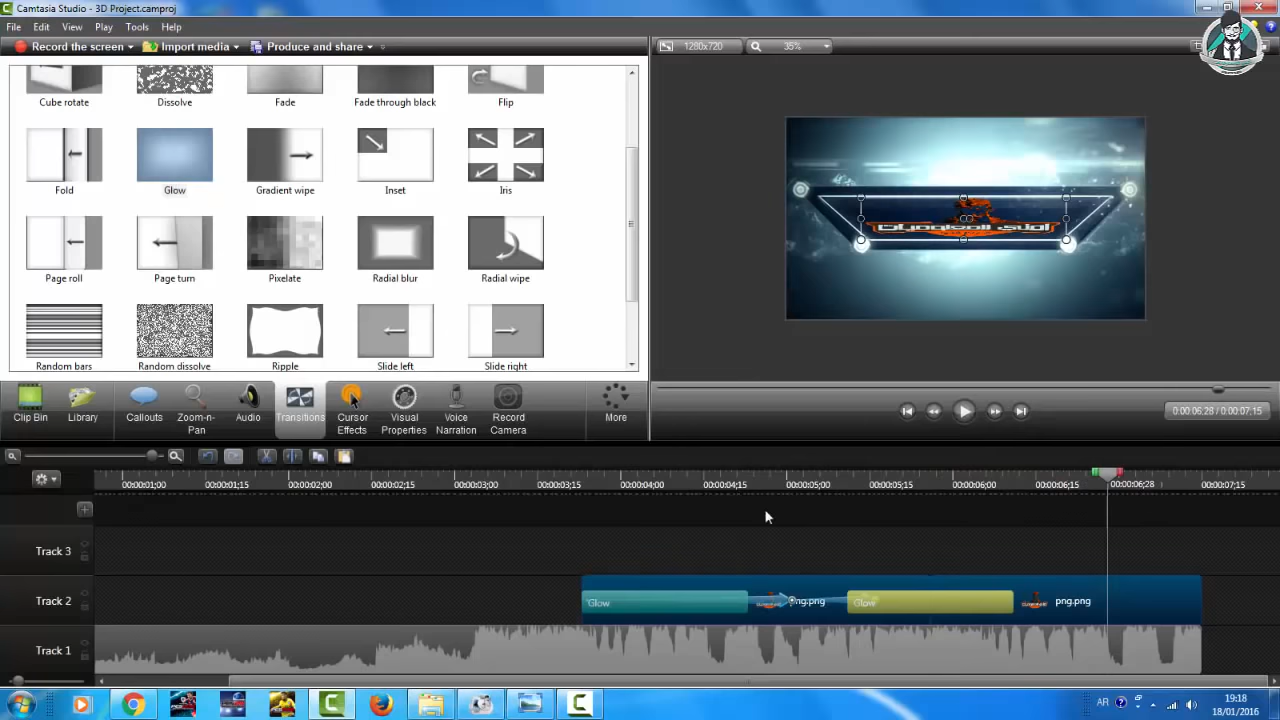 Camtasia Studio - 3D Project.camproj
File Edit View Play Tools Help
Record the screen Import media Produce and share
1280x720 35%
Cube rotate Dissolve Fade Fade through black Flip
Fold Glow Gradient wipe Inset Iris
Page roll Page turn Pixelate Radial blur Radial wipe
Random bars Random dissolve Ripple Slide left Slide right
Clip Bin Library Callouts Zoom-n-Pan Audio Transitions Cursor Effects Visual Properties Voice Narration Record Camera More
0:00:06;28 / 0:00:07;15
00:00:01;00 00:00:01;15 00:00:02;00 00:00:02;15 00:00:03;00 00:00:04;00 00:00:04;15 00:00:05;00 00:00:05;15 00:00:06;00 00:00:06;15 00:00:06;28 00:00:07;15
Track 3
Track 2 Glow png.png Glow png.png
Track 1
AR 19:18
18/01/2016